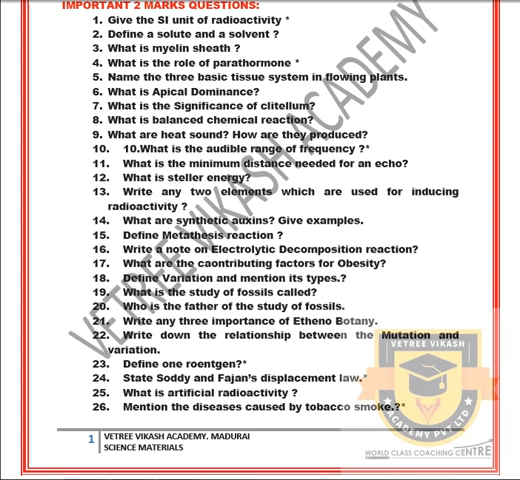 IMPORTANT 2 MARKS QUESTIONS:
1. Give the SI unit of radioactivity *
2. Define a solute and a solvent ?
3. What is myelin sheath ?
4. What is the role of parathormone *
5. Name the three basic tissue system in flowing plants.
6. What is Apical Dominance?
7. What is the Significance of clitellum?
8. What is balanced chemical reaction?
9. What are heat sound? How are they produced?
10. 10.What is the audible range of frequency ?*
11. What is the minimum distance needed for an echo?
12. What is steller energy?
13. Write any two elements which are used for inducing
radioactivity ?
14. What are synthetic auxins? Give examples.
15. Define Metathesis reaction ?
16. Write a note on Electrolytic Decomposition reaction?
17. What are the caontributing factors for Obesity?
18. Define Variation and mention its types.?
19. What is the study of fossils called?
20. Who is the father of the study of fossils.
21. Write any three importance of Etheno Botany.
22. Write down the relationship between the Mutation and
variation.
23. Define one roentgen?*
24. State Soddy and Fajan's displacement law.*
25. What is artificial radioactivity ?
26. Mention the diseases caused by tobacco smoke.?*
VETREE VIKASH ACADEMY
VETREE VIKASH
ACADEMY PVT LTD
WORLD CLASS COACHING CENTRE
1 VETREE VIKASH ACADEMY. MADURAI
SCIENCE MATERIALS